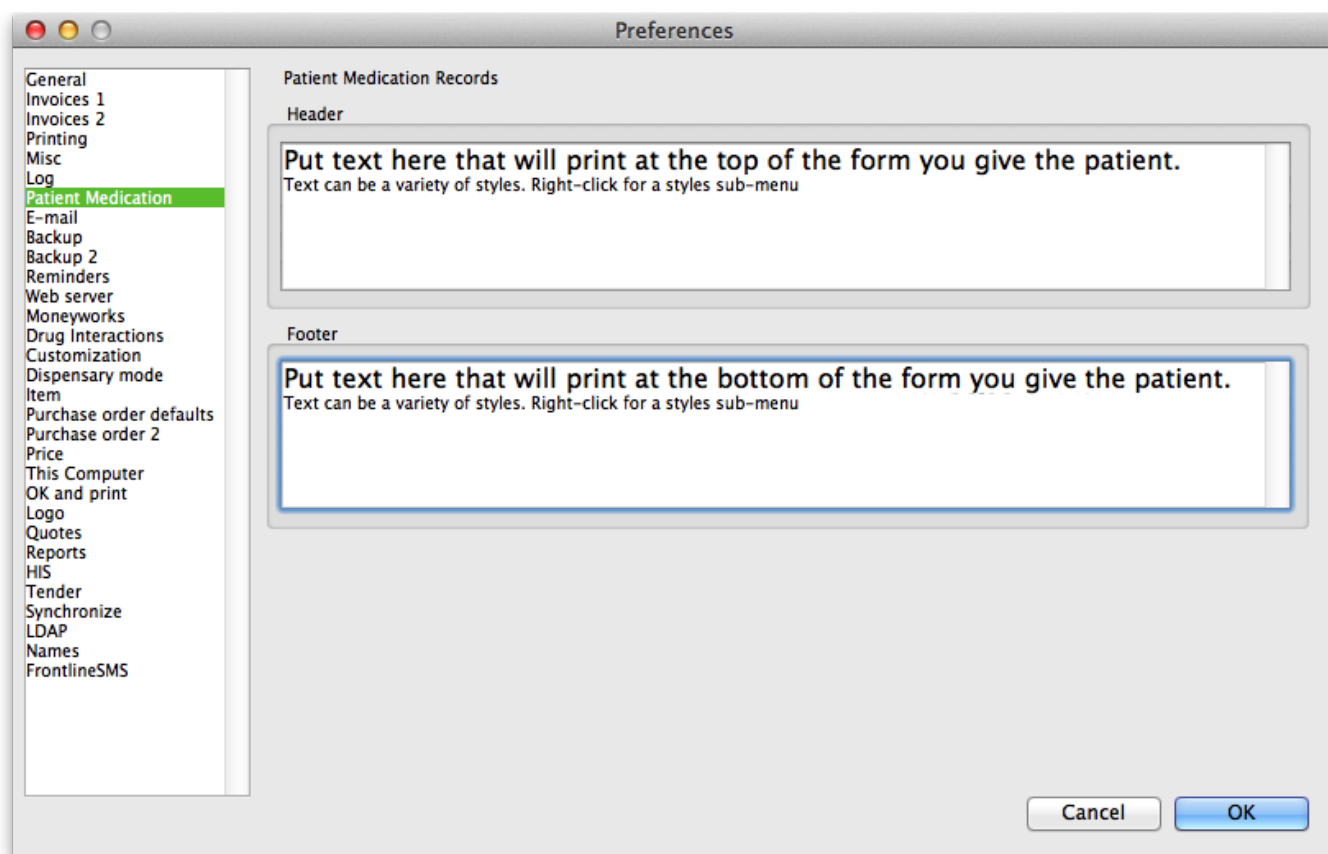 Preferences
General
Invoices 1
Invoices 2
Printing
Misc
Log
Patient Medication
E-mail
Backup
Backup 2
Reminders
Web server
Moneyworks
Drug Interactions
Customization
Dispensary mode
Item
Purchase order defaults
Purchase order 2
Price
This Computer
OK and print
Logo
Quotes
Reports
HIS
Tender
Synchronize
LDAP
Names
FrontlineSMS
Patient Medication Records
Header
Put text here that will print at the top of the form you give the patient.
Text can be a variety of styles. Right-click for a styles sub-menu
Footer
Put text here that will print at the bottom of the form you give the patient.
Text can be a variety of styles. Right-click for a styles sub-menu
Cancel
OK